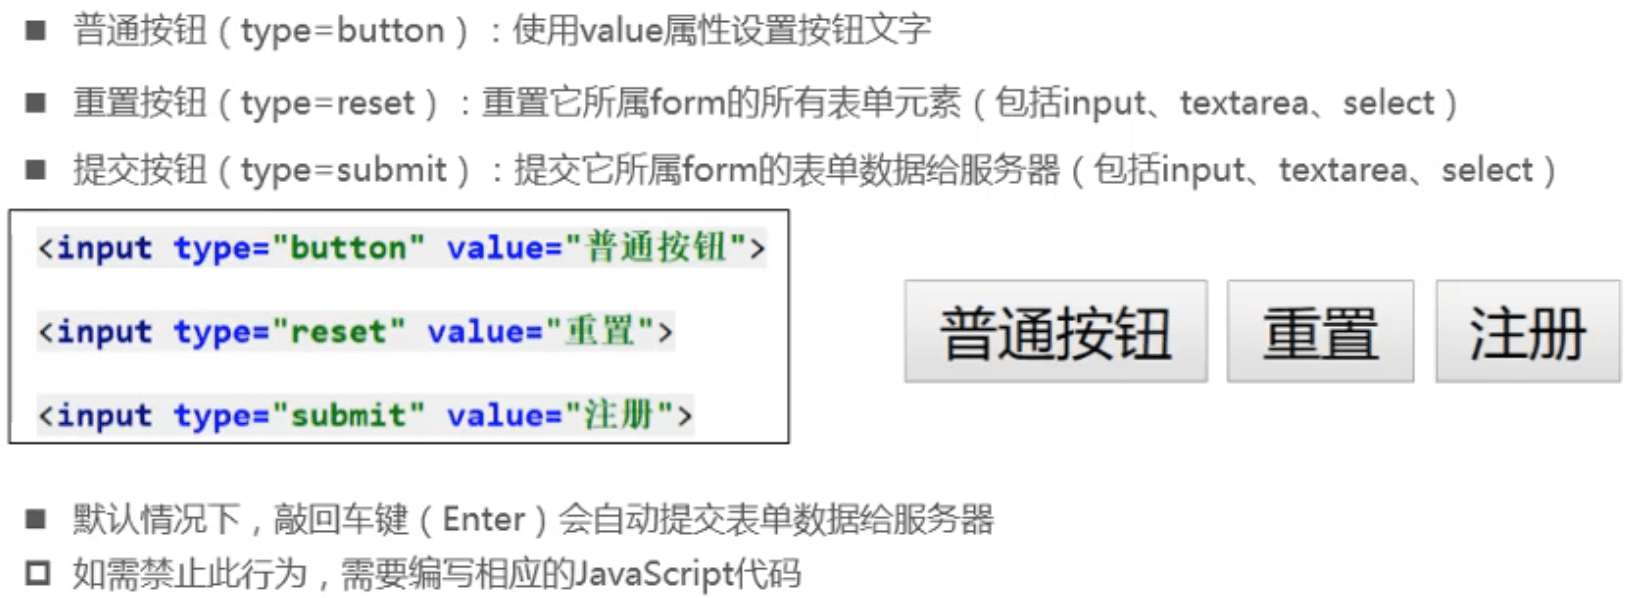 ■ 普通按钮（type=button）：使用value属性设置按钮文字
■ 重置按钮（type=reset）：重置它所属form的所有表单元素（包括input、textarea、select）
■ 提交按钮（type=submit）：提交它所属form的表单数据给服务器（包括input、textarea、select）
<input type="button" value="普通按钮">
<input type="reset" value="重置">
<input type="submit" value="注册">
普通按钮 重置 注册
■ 默认情况下，敲回车键（Enter）会自动提交表单数据给服务器
□ 如需禁止此行为，需要编写相应的JavaScript代码